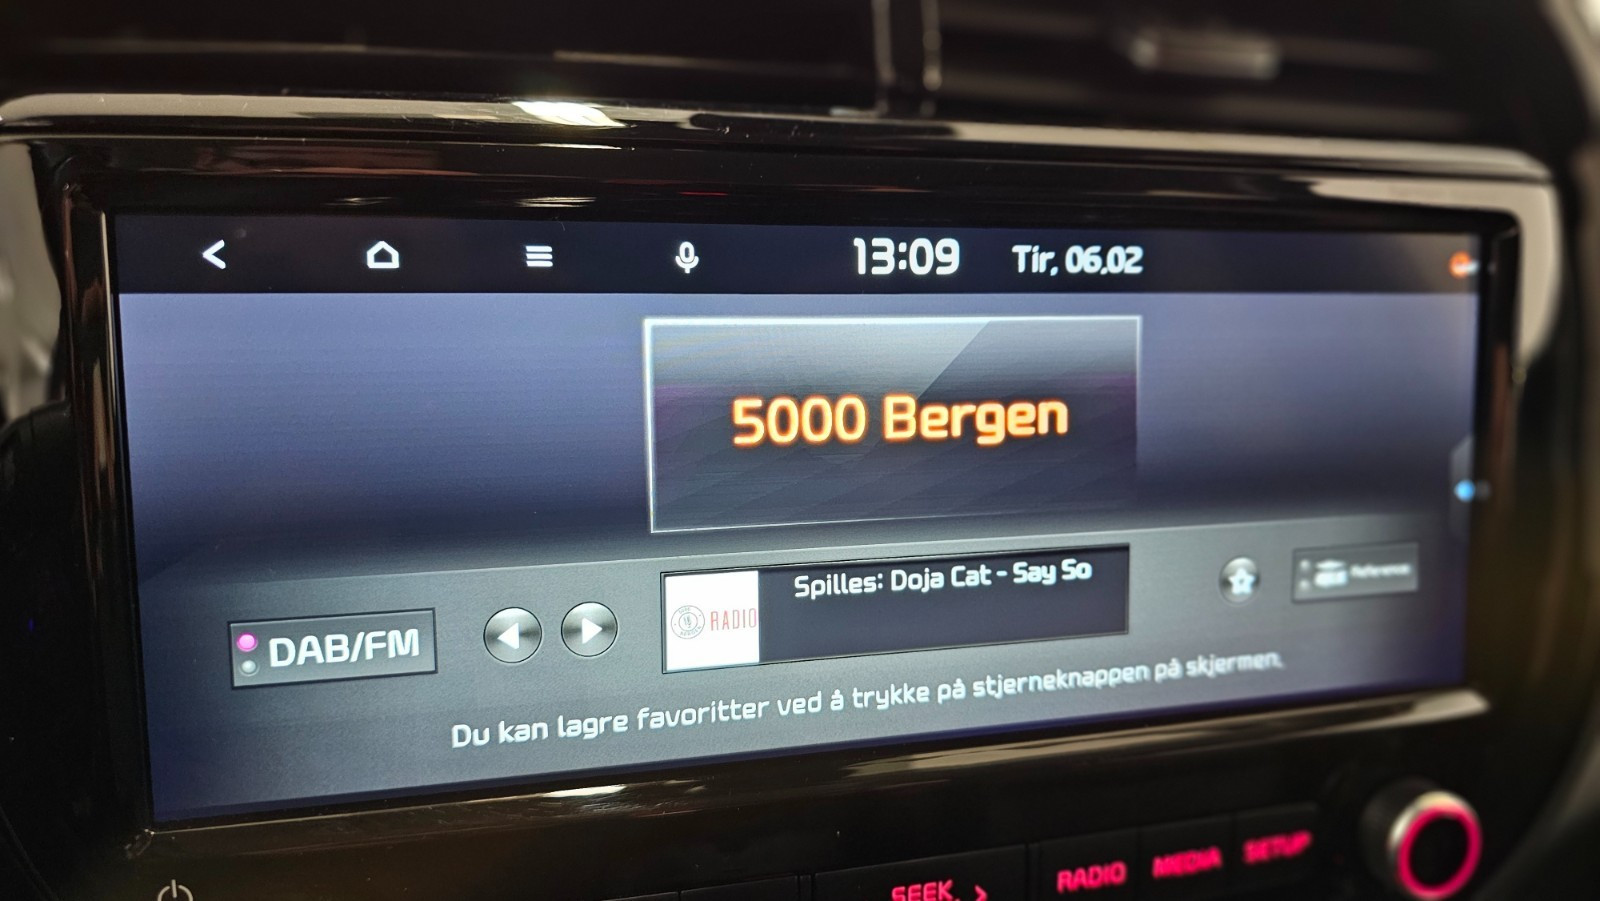 13:09 Tir, 06.02
5000 Bergen
Spilles: Doja Cat - Say So
RADIO
DAB/FM
Du kan lagre favoritter ved å trykke på stjerneknappen på skjermen.
SEEK >
RADIO
MEDIA
SETUP